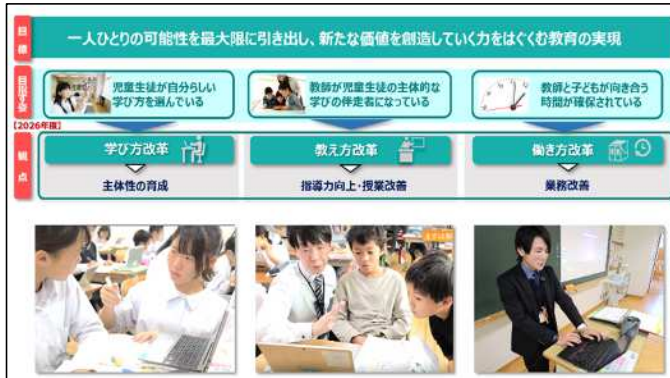 目標
一人ひとりの可能性を最大限に引き出し、新たな価値を創造していく力をはぐくむ教育の実現
目指す姿
児童生徒が自分らしい
学び方を選んでいる
教師が児童生徒の主体的な
学びの伴走者になっている
教師と子どもが向き合う
時間が確保されている
【2026年度】
観点
学び方改革
教え方改革
働き方改革
主体性の育成
指導力向上・授業改善
業務改善